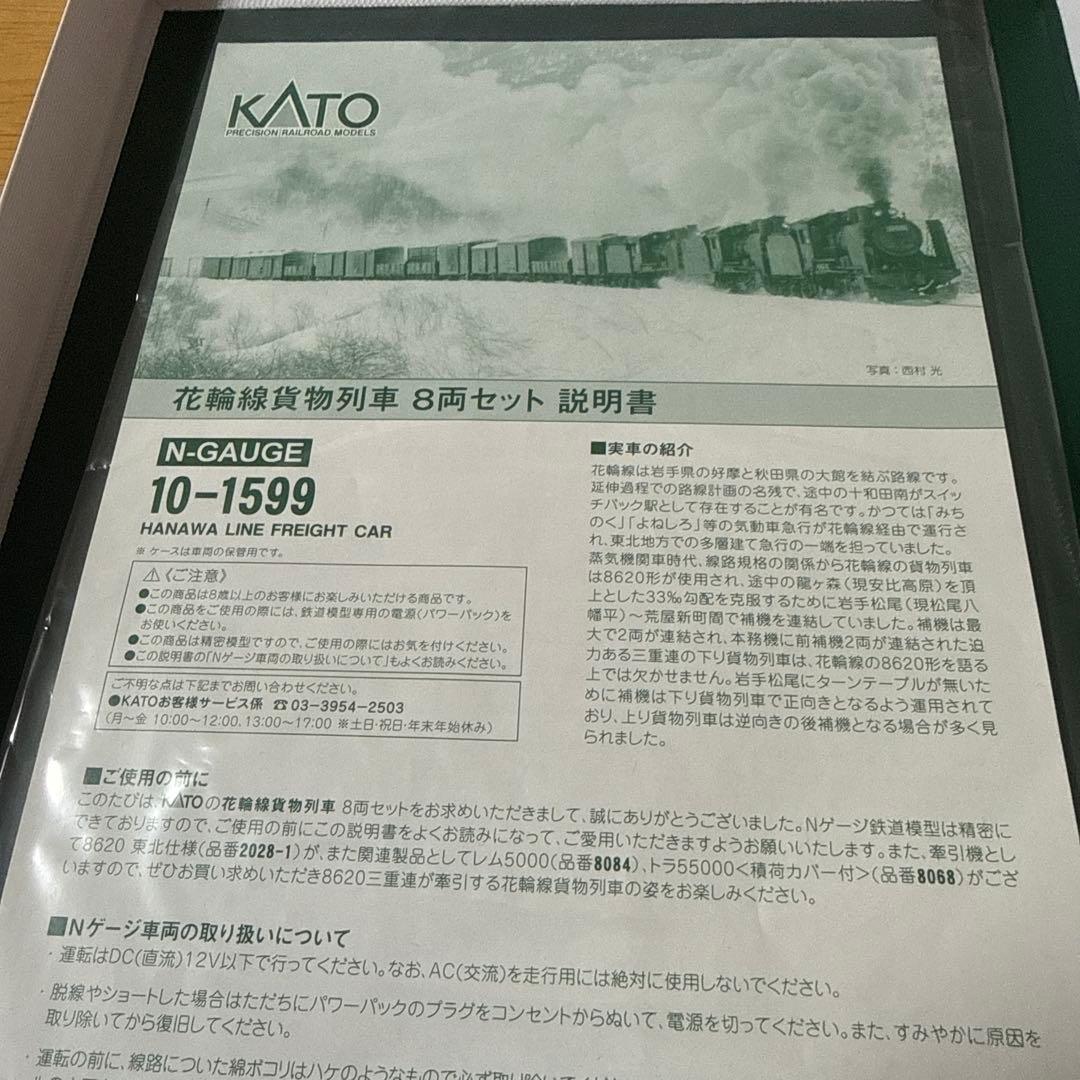 KATO
PRECISION RAILROAD MODELS
写真：西村 光
花輪線貨物列車 8両セット 説明書
N-GAUGE
10-1599
HANAWA LINE FREIGHT CAR
※ ケースは車両の保管用です。
⚠《ご注意》
●この商品は8歳以上のお客様にお楽しみいただける商品です。
●この商品をご使用の際には、鉄道模型専用の電源(パワーパック)を
お使いください。
●この商品は精密模型ですので、ご使用の際にはお気を付けください。
●この説明書の「Nゲージ車両の取り扱いについて」もよくお読みください。
ご不明な点は下記までお問い合わせください。
●KATOお客様サービス係 ☎03-3954-2503
(月〜金 10:00〜12:00、13:00〜17:00 ※土日・祝日・年末年始休み)
■実車の紹介
花輪線は岩手県の好摩と秋田県の大館を結ぶ路線です。
延伸過程での路線計画の名残で、途中の十和田南がスイッ
チバック駅として存在することが有名です。かつては「みち
のく」「よねしろ」等の気動車急行が花輪線経由で運行さ
れ、東北地方での多層建て急行の一端を担っていました。
蒸気機関車時代、線路規格の関係から花輪線の貨物列車
は8620形が使用され、途中の龍ヶ森(現安比高原)を頂
上とした33‰勾配を克服するために岩手松尾(現松尾八
幡平)〜荒屋新町間で補機を連結していました。補機は最
大で2両が連結され、本務機に前補機2両が連結された迫
力ある三重連の下り貨物列車は、花輪線の8620形を語る
上では欠かせません。岩手松尾にターンテーブルが無いた
めに補機は下り貨物列車で正向きとなるよう運用されて
おり、上り貨物列車は逆向きの後補機となる場合が多く見
られました。
■ご使用の前に
このたびは、KATOの花輪線貨物列車 8両セットをお求めいただきまして、誠にありがとうございました。Nゲージ鉄道模型は精密に
できておりますので、ご使用の前にこの説明書をよくお読みになって、ご愛用いただきますようお願いいたします。また、牽引機とし
て8620 東北仕様(品番2028-1)が、また関連製品としてレム5000(品番8084)、トラ55000<積荷カバー付>(品番8068)がござ
いますので、ぜひお買い求めいただき8620三重連が牽引する花輪線貨物列車の姿をお楽しみください。
■Nゲージ車両の取り扱いについて
・運転はDC(直流)12V以下で行ってください。なお、AC(交流)を走行用には絶対に使用しないでください。
・脱線やショートした場合はただちにパワーパックのプラグをコンセントからぬいて、電源を切ってください。また、すみやかに原因を
取り除いてから復旧してください。
・運転の前に、線路についた綿ボコリはハケのようなもので必ず取り除いてくだ